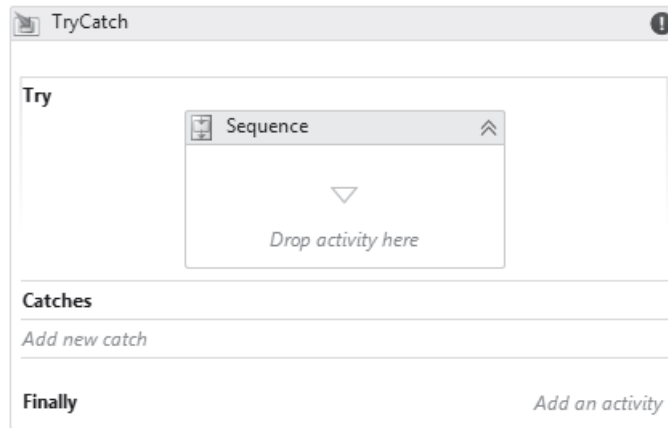 TryCatch
Try
Sequence
Drop activity here
Catches
Add new catch
Finally Add an activity